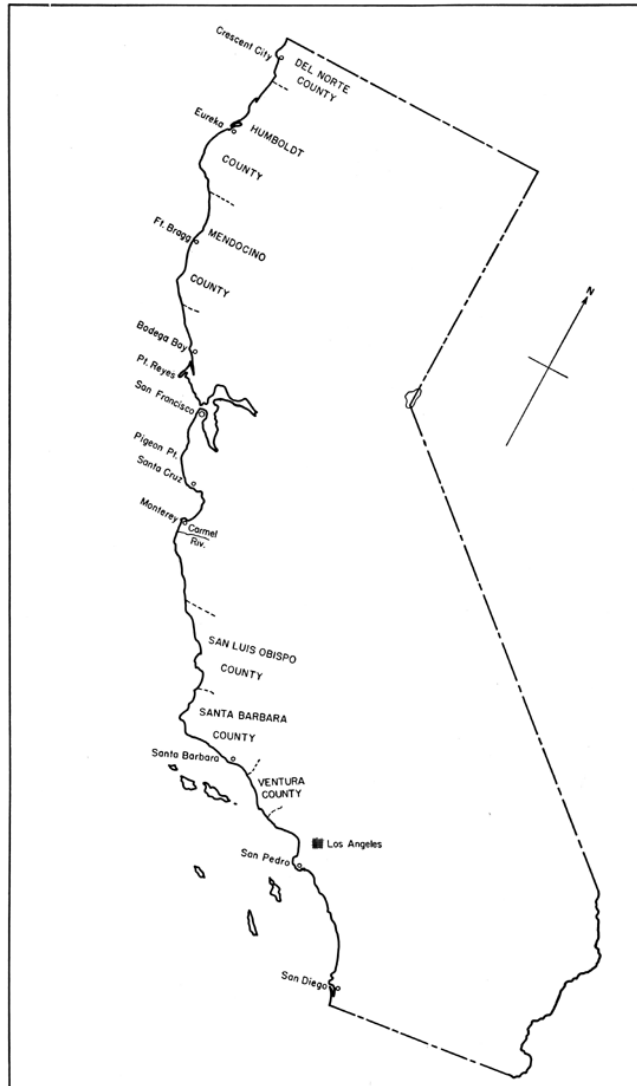 Crescent City
DEL NORTE
COUNTY
Eureka
HUMBOLDT
COUNTY
Ft. Bragg
MENDOCINO
COUNTY
N
Bodega Bay
Pt. Reyes
San Francisco
Pigeon Pt.
Santa Cruz
Monterey
Carmel
Riv.
SAN LUIS OBISPO
COUNTY
SANTA BARBARA
COUNTY
Santa Barbara
VENTURA
COUNTY
Los Angeles
San Pedro
San Diego